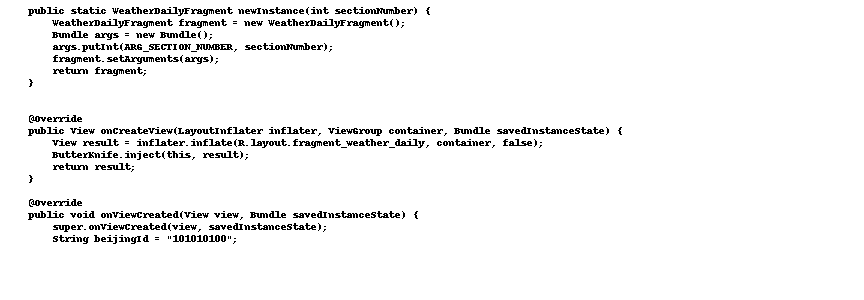 public static WeatherDailyFragment newInstance(int sectionNumber) {
WeatherDailyFragment fragment = new WeatherDailyFragment();
Bundle args = new Bundle();
args.putInt(ARG_SECTION_NUMBER, sectionNumber);
fragment.setArguments(args);
return fragment;
}
@Override
public View onCreateView(LayoutInflater inflater, ViewGroup container, Bundle savedInstanceState) {
View result = inflater.inflate(R.layout.fragment_weather_daily, container, false);
ButterKnife.inject(this, result);
return result;
}
@Override
public void onViewCreated(View view, Bundle savedInstanceState) {
super.onViewCreated(view, savedInstanceState);
String beijingId = "101010100";